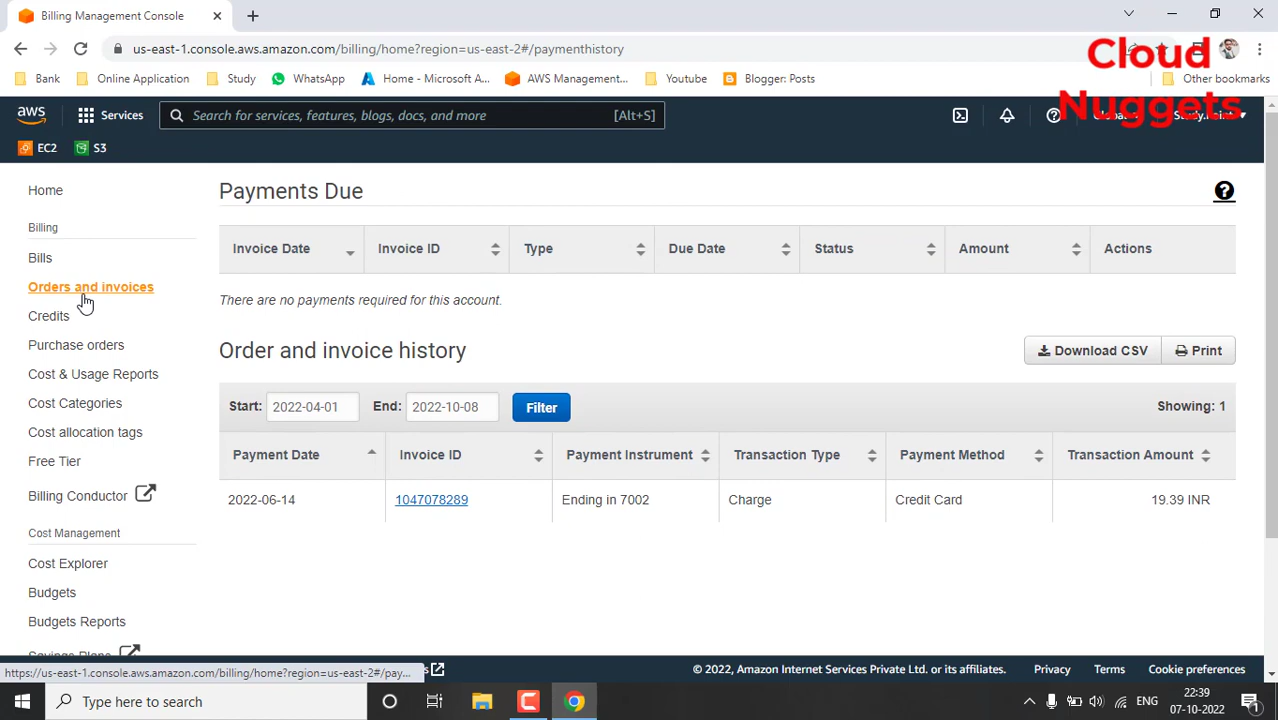 Billing Management Console
us-east-1.console.aws.amazon.com/billing/home?region=us-east-2#/paymenthistory
Bank
Online Application
Study
WhatsApp
Home - Microsoft A...
AWS Management...
Youtube
Blogger: Posts
Other bookmarks
Cloud
Nuggets
aws
Services
Search for services, features, blogs, docs, and more
[Alt+S]
EC2
S3
Home
Billing
Bills
Orders and invoices
Credits
Purchase orders
Cost & Usage Reports
Cost Categories
Cost allocation tags
Free Tier
Billing Conductor
Cost Management
Cost Explorer
Budgets
Budgets Reports
Savings Plans
Payments Due
Invoice Date
Invoice ID
Type
Due Date
Status
Amount
Actions
There are no payments required for this account.
Order and invoice history
Download CSV
Print
Start:
2022-04-01
End:
2022-10-08
Filter
Showing: 1
Payment Date
Invoice ID
Payment Instrument
Transaction Type
Payment Method
Transaction Amount
2022-06-14
1047078289
Ending in 7002
Charge
Credit Card
19.39 INR
https://us-east-1.console.aws.amazon.com/billing/home?region=us-east-2#/pay...
© 2022, Amazon Internet Services Private Ltd. or its affiliates.
Privacy
Terms
Cookie preferences
Type here to search
ENG
22:39
07-10-2022
1